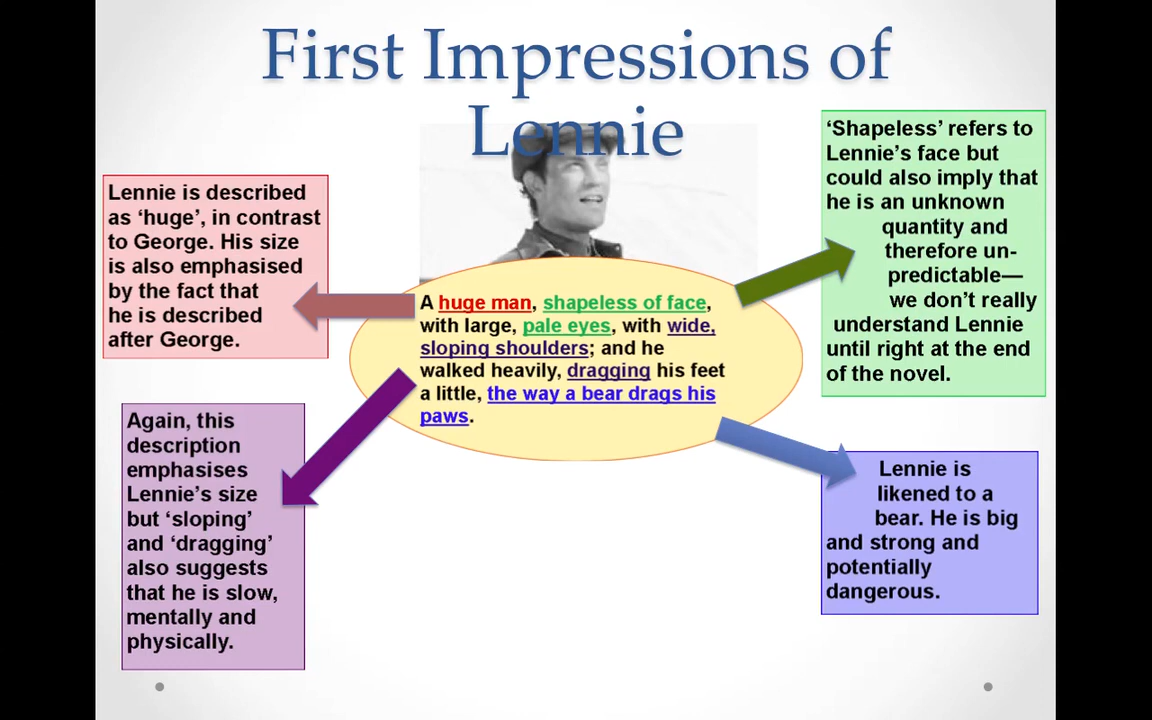 First Impressions of
Lennie
Lennie is described
as ‘huge’, in contrast
to George. His size
is also emphasised
by the fact that
he is described
after George.
A huge man, shapeless of face,
with large, pale eyes, with wide,
sloping shoulders; and he
walked heavily, dragging his feet
a little, the way a bear drags his
paws.
‘Shapeless’ refers to
Lennie’s face but
could also imply that
he is an unknown
quantity and
therefore un-
predictable—
we don’t really
understand Lennie
until right at the end
of the novel.
Again, this
description
emphasises
Lennie’s size
but ‘sloping’
and ‘dragging’
also suggests
that he is slow,
mentally and
physically.
Lennie is
likened to a
bear. He is big
and strong and
potentially
dangerous.